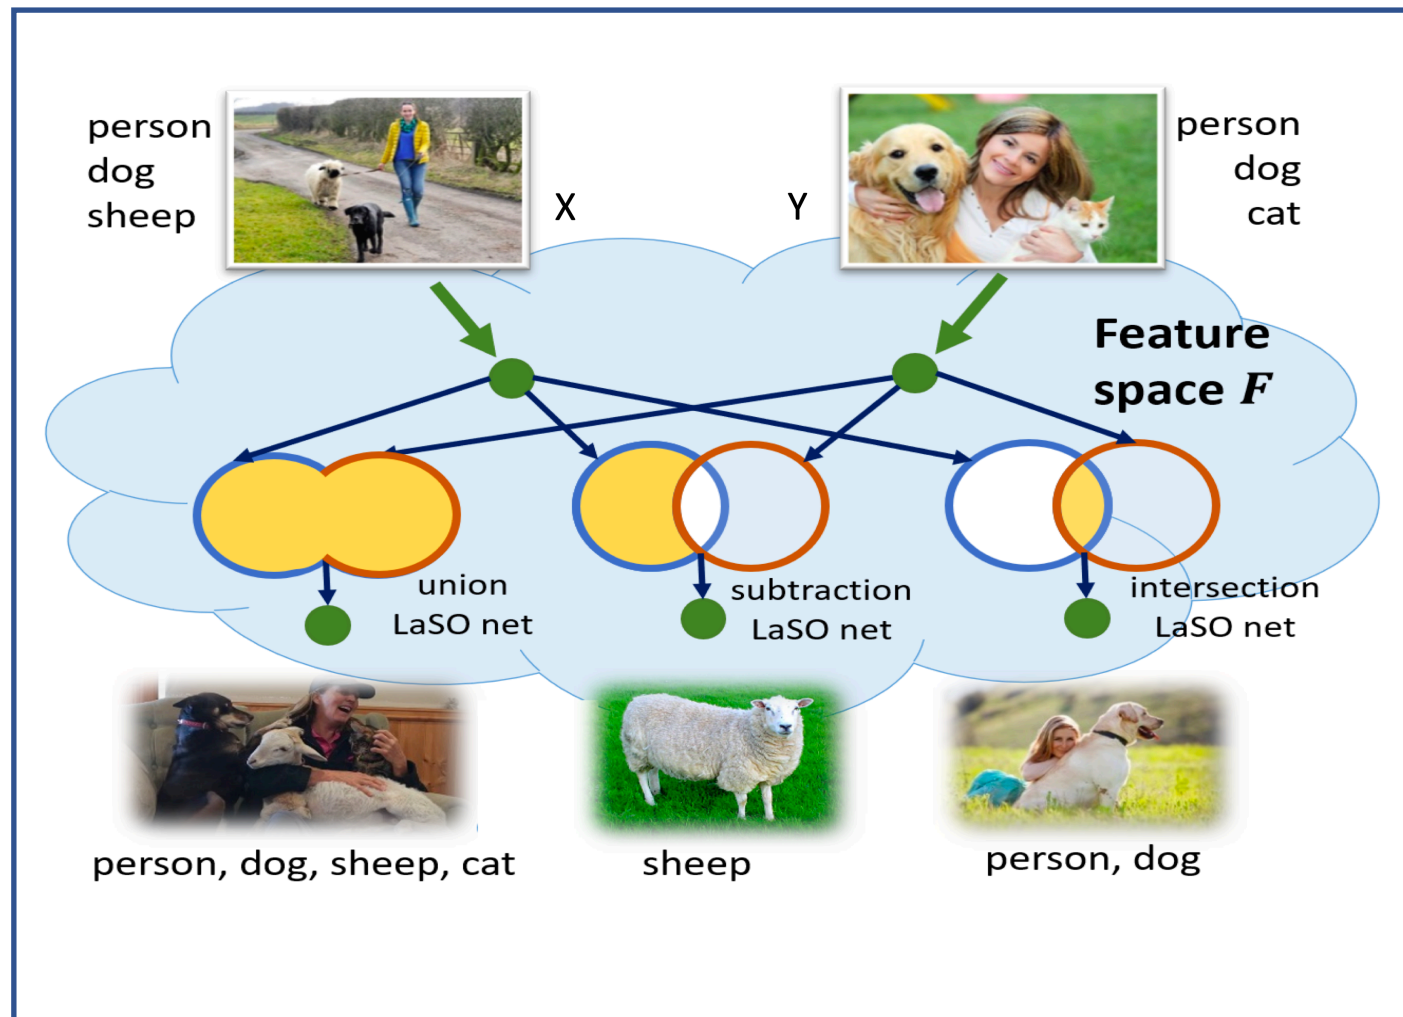 person
dog
sheep
X
Y
person
dog
cat
Feature
space F
union
LaSO net
subtraction
LaSO net
intersection
LaSO net
person, dog, sheep, cat
sheep
person, dog